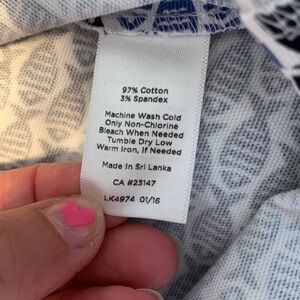 97% Cotton
3% Spandex
Machine Wash Cold
Only Non-Chlorine
Bleach When Needed
Tumble Dry Low
Warm Iron, If Needed
Made In Sri Lanka
CA #23147
LK4974 01/16